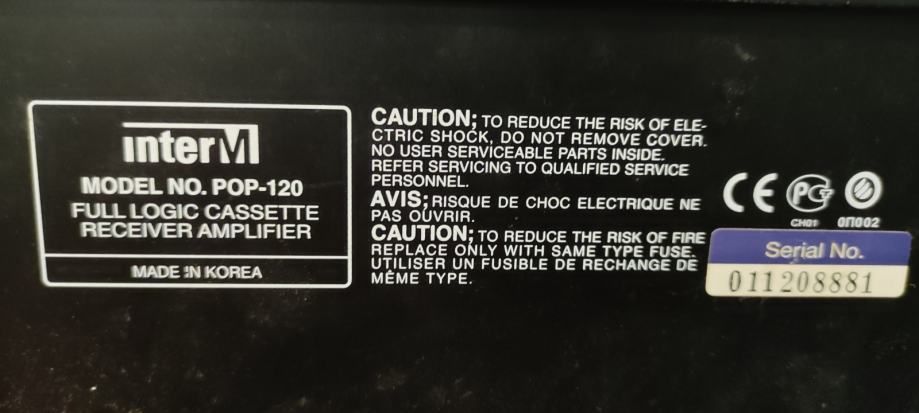 interM
MODEL NO. POP-120
FULL LOGIC CASSETTE
RECEIVER AMPLIFIER
MADE IN KOREA
CAUTION; TO REDUCE THE RISK OF ELE-
CTRIC SHOCK, DO NOT REMOVE COVER.
NO USER SERVICEABLE PARTS INSIDE.
REFER SERVICING TO QUALIFIED SERVICE
PERSONNEL.
AVIS; RISQUE DE CHOC ELECTRIQUE NE
PAS OUVRIR.
CAUTION; TO REDUCE THE RISK OF FIRE
REPLACE ONLY WITH SAME TYPE FUSE.
UTILISER UN FUSIBLE DE RECHANGE DE
MÊME TYPE.
CE
CH01 ОП002
Serial No.
011208881